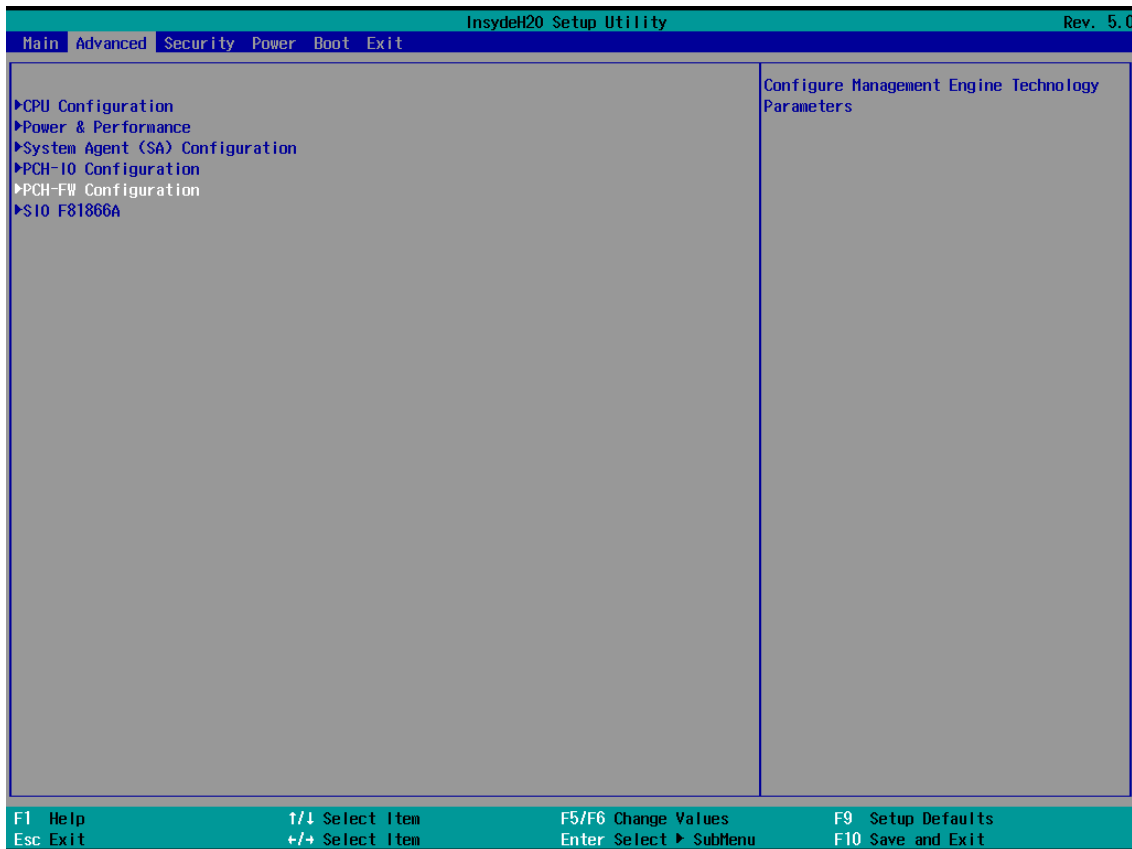 InsydeH20 Setup Utility Rev. 5.0
Main Advanced Security Power Boot Exit
Configure Management Engine Technology
Parameters
▶CPU Configuration
▶Power & Performance
▶System Agent (SA) Configuration
▶PCH-IO Configuration
▶PCH-FW Configuration
▶SIO F81866A
F1 Help ↑/↓ Select Item F5/F6 Change Values F9 Setup Defaults
Esc Exit ←/→ Select Item Enter Select ▶ SubMenu F10 Save and Exit